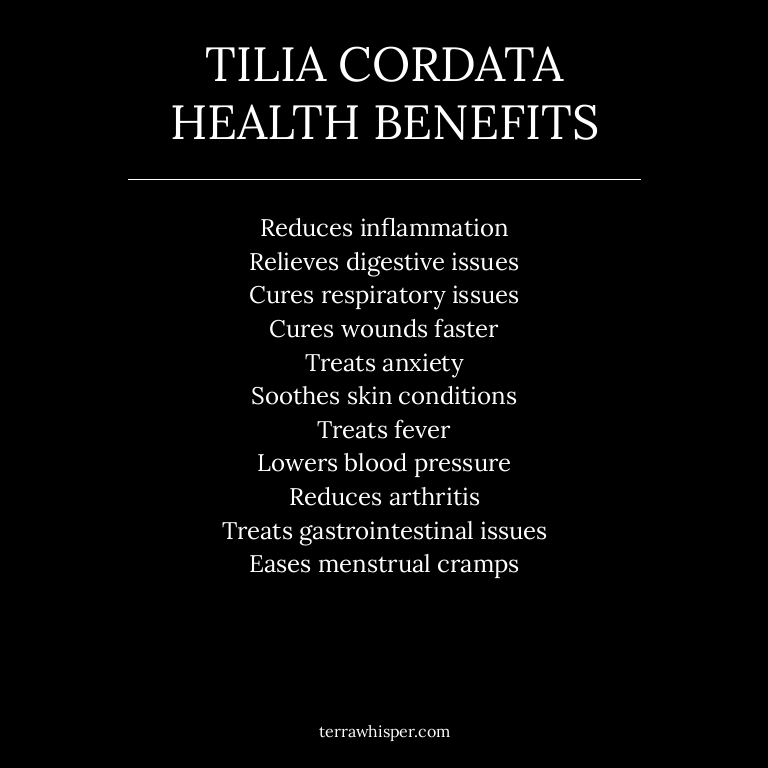 TILIA CORDATA
HEALTH BENEFITS
Reduces inflammation
Relieves digestive issues
Cures respiratory issues
Cures wounds faster
Treats anxiety
Soothes skin conditions
Treats fever
Lowers blood pressure
Reduces arthritis
Treats gastrointestinal issues
Eases menstrual cramps
terrawhisper.com